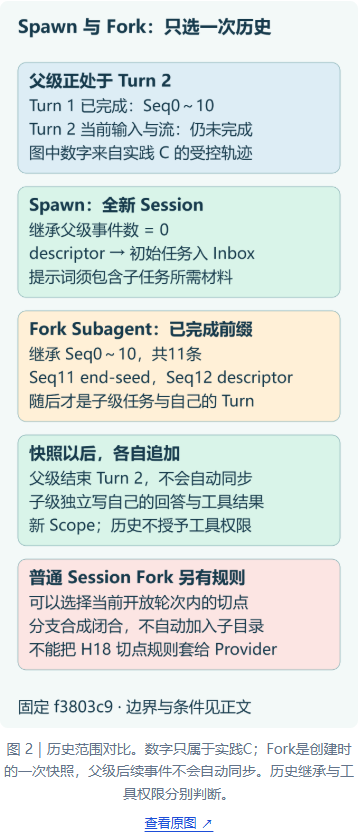 Spawn 与 Fork：只选一次历史
父级正处于 Turn 2
Turn 1 已完成：Seq0～10
Turn 2 当前输入与流：仍未完成
图中数字来自实践 C 的受控轨迹
Spawn：全新 Session
继承父级事件数 = 0
descriptor → 初始任务入 Inbox
提示词须包含子任务所需材料
Fork Subagent：已完成前缀
继承 Seq0～10，共11条
Seq11 end-seed，Seq12 descriptor
随后才是子级任务与自己的 Turn
快照以后，各自追加
父级结束 Turn 2，不会自动同步
子级独立写自己的回答与工具结果
新 Scope；历史不授予工具权限
普通 Session Fork 另有规则
可以选择当前开放轮次内的切点
分支合成闭合，不自动加入子目录
不能把 H18 切点规则套给 Provider
固定 f3803c9 · 边界与条件见正文
图 2｜历史范围对比。数字只属于实践C；Fork是创建时
的一次快照，父级后续事件不会自动同步。历史继承与工
具权限分别判断。
查看原图 ↗